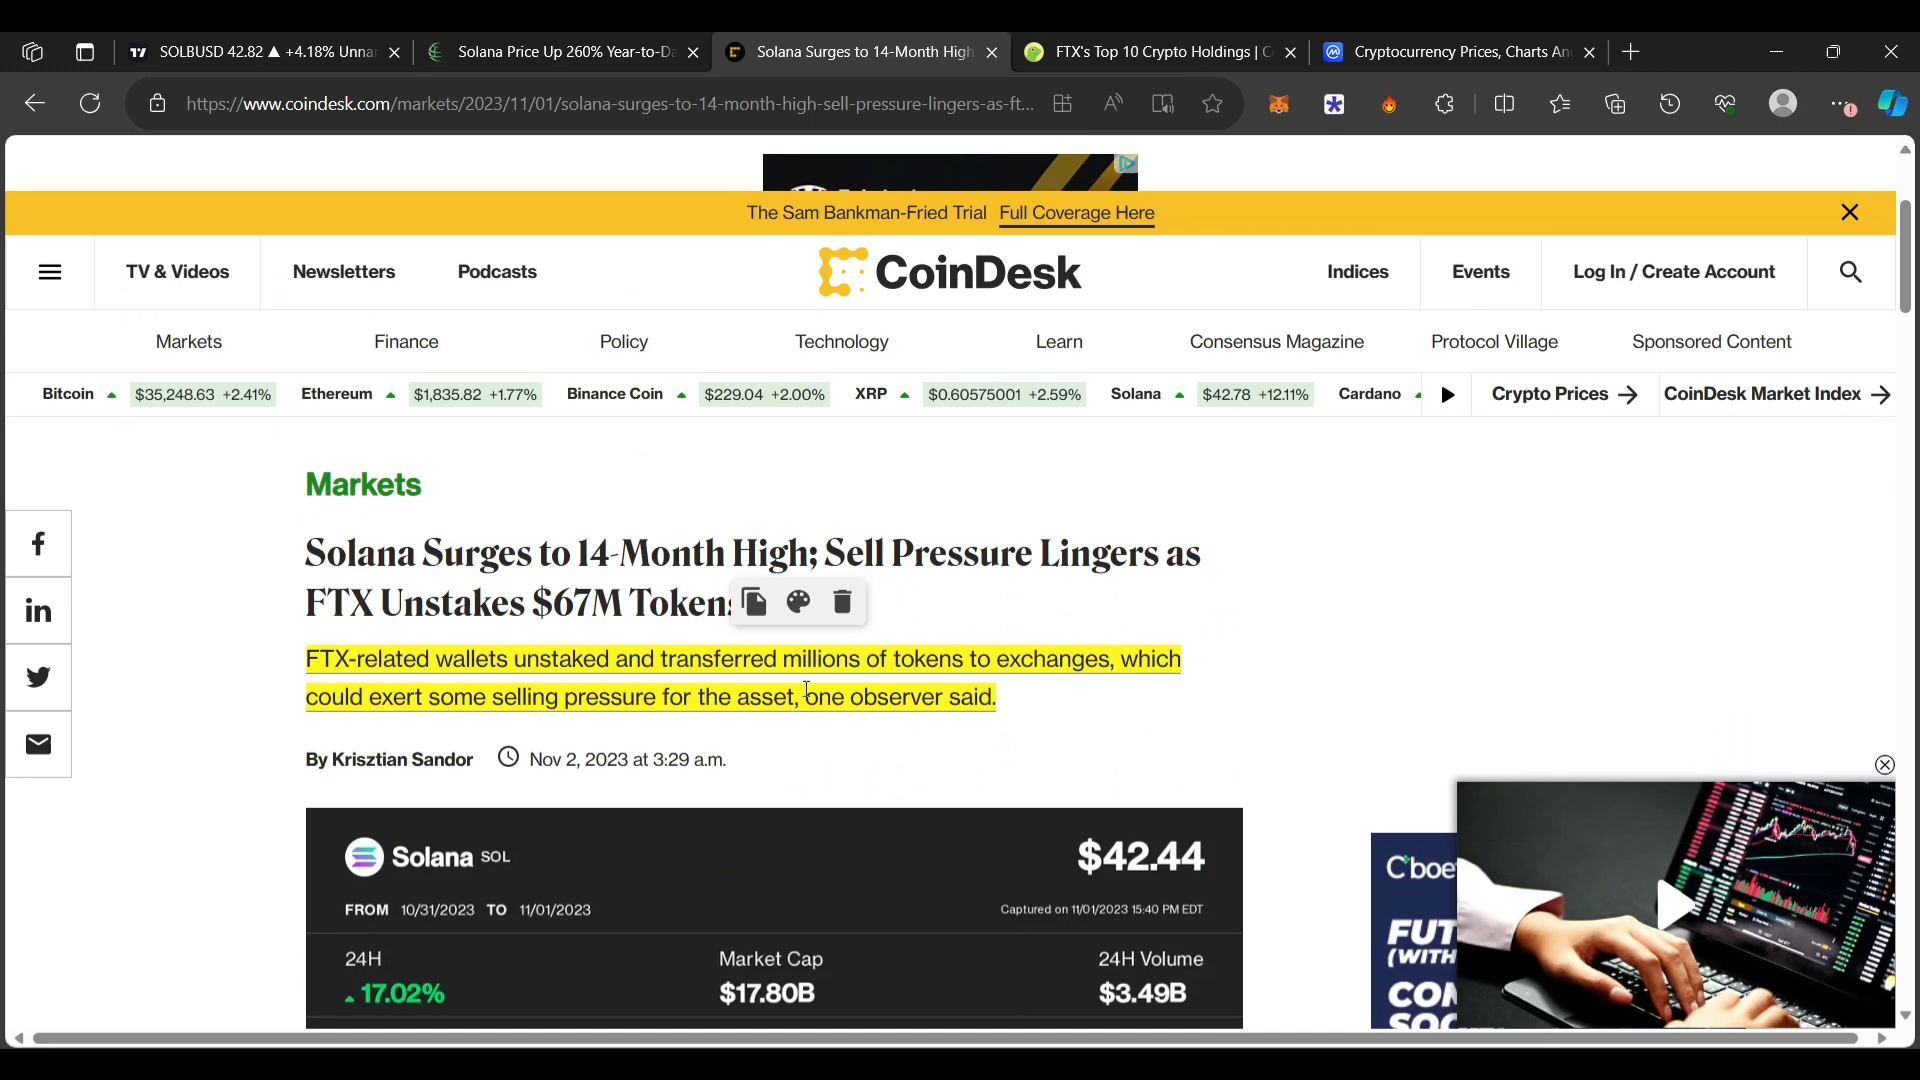 SOLBUSD 42.82 ▲ +4.18% Unna
Solana Price Up 260% Year-to-Da
Solana Surges to 14-Month High
FTX's Top 10 Crypto Holdings | C
Cryptocurrency Prices, Charts An
https://www.coindesk.com/markets/2023/11/01/solana-surges-to-14-month-high-sell-pressure-lingers-as-ft...
The Sam Bankman-Fried Trial Full Coverage Here
TV & Videos
Newsletters
Podcasts
CoinDesk
Indices
Events
Log In / Create Account
Markets
Finance
Policy
Technology
Learn
Consensus Magazine
Protocol Village
Sponsored Content
Bitcoin ▲ $35,248.63 +2.41% Ethereum ▲ $1,835.82 +1.77% Binance Coin ▲ $229.04 +2.00% XRP ▲ $0.60575001 +2.59% Solana ▲ $42.78 +12.11% Cardano
Crypto Prices →
CoinDesk Market Index →
Markets
Solana Surges to 14-Month High; Sell Pressure Lingers as
FTX Unstakes $67M Tokens
FTX-related wallets unstaked and transferred millions of tokens to exchanges, which
could exert some selling pressure for the asset, one observer said.
By Krisztian Sandor
Nov 2, 2023 at 3:29 a.m.
Solana SOL
$42.44
FROM 10/31/2023 TO 11/01/2023
Captured on 11/01/2023 15:40 PM EDT
24H
Market Cap
24H Volume
▲ 17.02%
$17.80B
$3.49B
Cboe
FUT
(WITH
COM